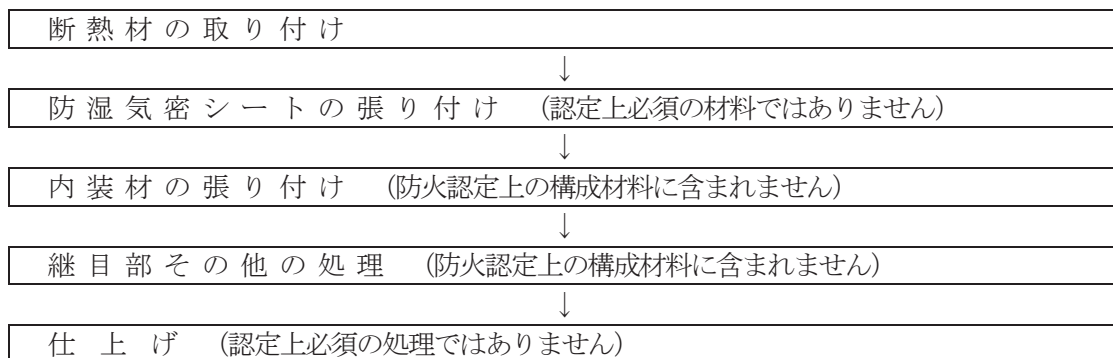 断熱材の取り付け
↓
防湿気密シートの張り付け （認定上必須の材料ではありません）
↓
内装材の張り付け （防火認定上の構成材料に含まれません）
↓
継目部その他の処理 （防火認定上の構成材料に含まれません）
↓
仕上げ （認定上必須の処理ではありません）